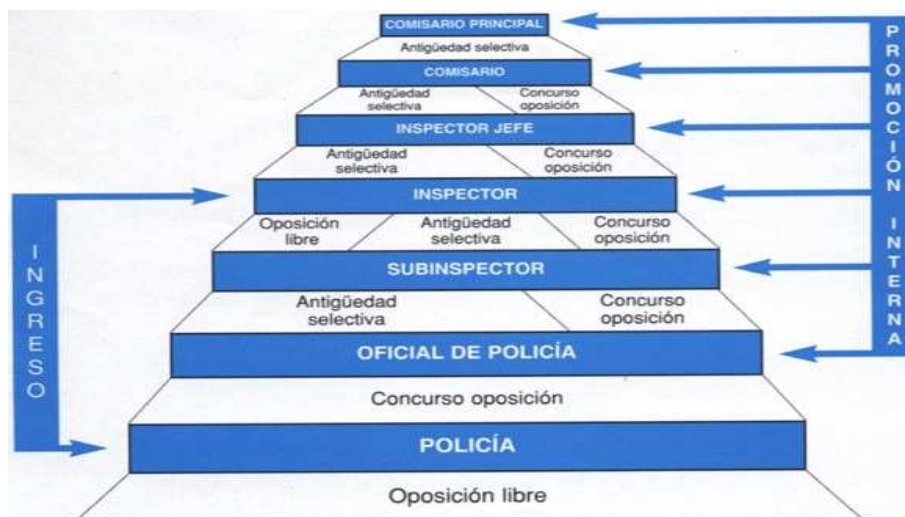 COMISARIO PRINCIPAL
Antigüedad selectiva
COMISARIO
Antigüedad
selectiva
Concurso
oposición
INSPECTOR JEFE
Antigüedad
selectiva
Concurso
oposición
INSPECTOR
Oposición
libre
Antigüedad
selectiva
Concurso
oposición
SUBINSPECTOR
Antigüedad
selectiva
Concurso
oposición
OFICIAL DE POLICÍA
Concurso oposición
POLICÍA
Oposición libre
INGRESO
PROMOCIÓN INTERNA